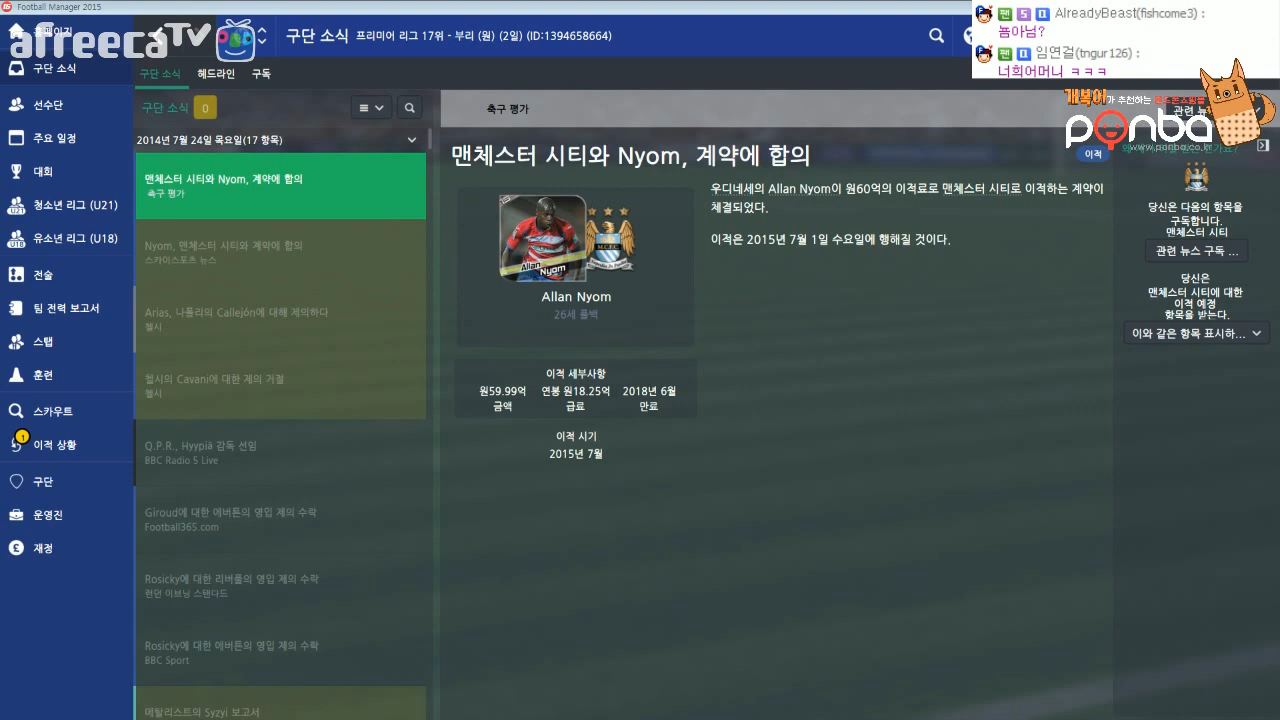 Football Manager 2015
afreecaTV
구단 소식 프리미어 리그 17위 - 부리 (원) (2일) (ID:1394658664)
팬 5 AlreadyBeast(fishcome3) :
뇸아님?
팬 임연걸(tngur126) :
너희어머니 ㅋㅋㅋ
구단 소식
선수단
주요 일정
대회
청소년 리그 (U21)
유소년 리그 (U18)
전술
팀 전력 보고서
스탭
훈련
스카우트
1
이적 상황
구단
운영진
재정
구단 소식 헤드라인 구독
구단 소식 0
2014년 7월 24일 목요일(17 항목)
맨체스터 시티와 Nyom, 계약에 합의
축구 평가
Nyom, 맨체스터 시티와 계약에 합의
스카이스포츠 뉴스
Arias, 나폴리의 Callejón에 대해 제의하다
첼시
첼시의 Cavani에 대한 제의 거절
첼시
Q.P.R., Hyypiä 감독 선임
BBC Radio 5 Live
Giroud에 대한 에버튼의 영입 제의 수락
Football365.com
Rosicky에 대한 리버풀의 영입 제의 수락
런던 이브닝 스탠다드
Rosicky에 대한 에버튼의 영입 제의 수락
BBC Sport
메탈리스트의 Syzyi 보고서
축구 평가
맨체스터 시티와 Nyom, 계약에 합의
이적
Allan
Nyom
M.C.F.C.
Allan Nyom
26세 풀백
우디네세의 Allan Nyom이 원60억의 이적료로 맨체스터 시티로 이적하는 계약이
체결되었다.
이적은 2015년 7월 1일 수요일에 행해질 것이다.
이적 세부사항
원59.99억 연봉 원18.25억 2018년 6월
금액 급료 만료
이적 시기
2015년 7월
개복어가 추천하는
관련 뉴
ponba
www.ponba.co.kr
당신은 다음의 항목을
구독합니다.
맨체스터 시티
관련 뉴스 구독 ...
당신은
맨체스터 시티에 대한
이적 예정
항목을 받는다.
이와 같은 항목 표시하...